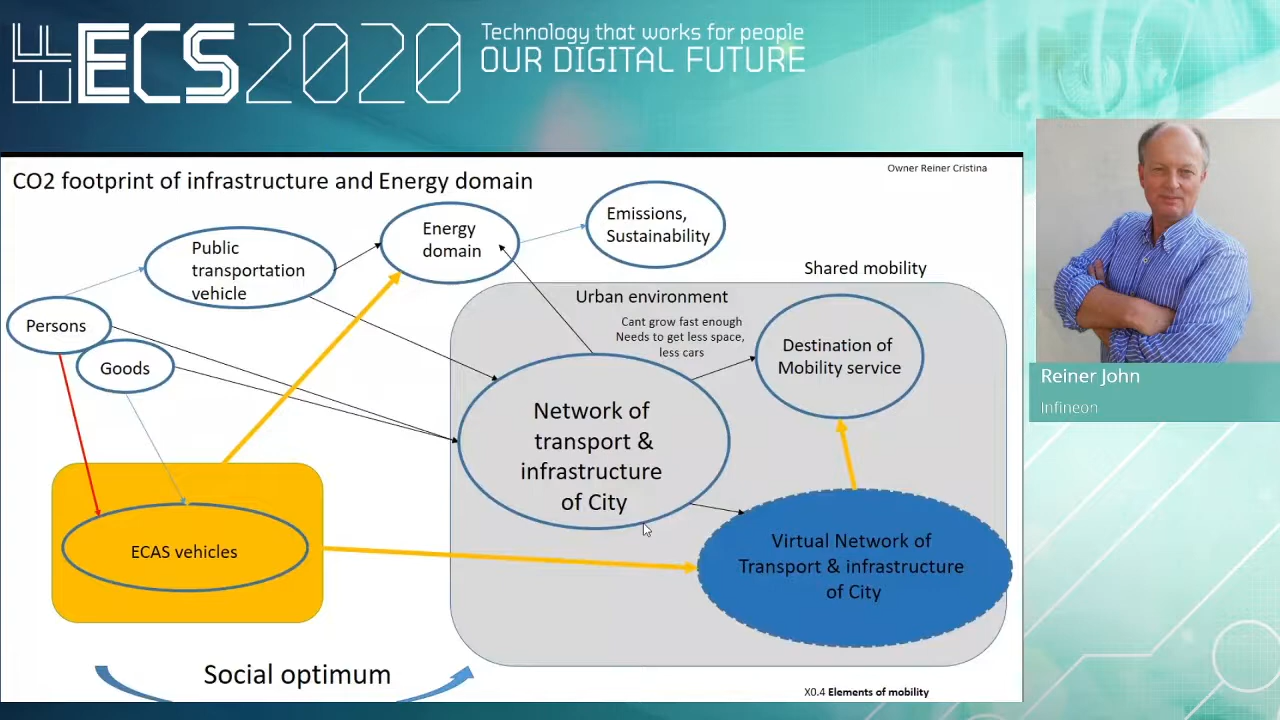 EF ECS 2020
Technology that works for people
OUR DIGITAL FUTURE
CO2 footprint of infrastructure and Energy domain
Owner Reiner Cristina
Public
transportation
vehicle
Energy
domain
Emissions,
Sustainability
Shared mobility
Persons
Goods
Urban environment
Cant grow fast enough
Needs to get less space,
less cars
Destination of
Mobility service
Network of
transport &
infrastructure
of City
ECAS vehicles
Virtual Network of
Transport & infrastructure
of City
Social optimum
X0.4 Elements of mobility
Reiner John
Infineon